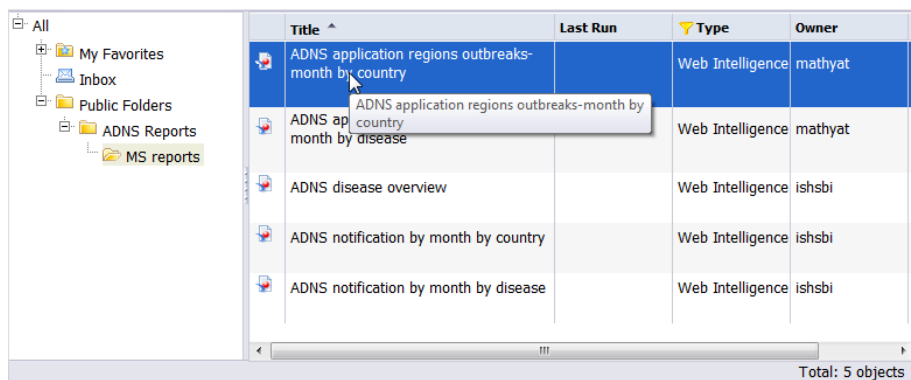 All
My Favorites
Inbox
Public Folders
ADNS Reports
MS reports
Title Last Run Type Owner
ADNS application regions outbreaks-
month by country
Web Intelligence mathyat
ADNS application regions outbreaks-month by
country
ADNS ap
month by disease
Web Intelligence mathyat
ADNS disease overview Web Intelligence ishsbi
ADNS notification by month by country Web Intelligence ishsbi
ADNS notification by month by disease Web Intelligence ishsbi
Total: 5 objects